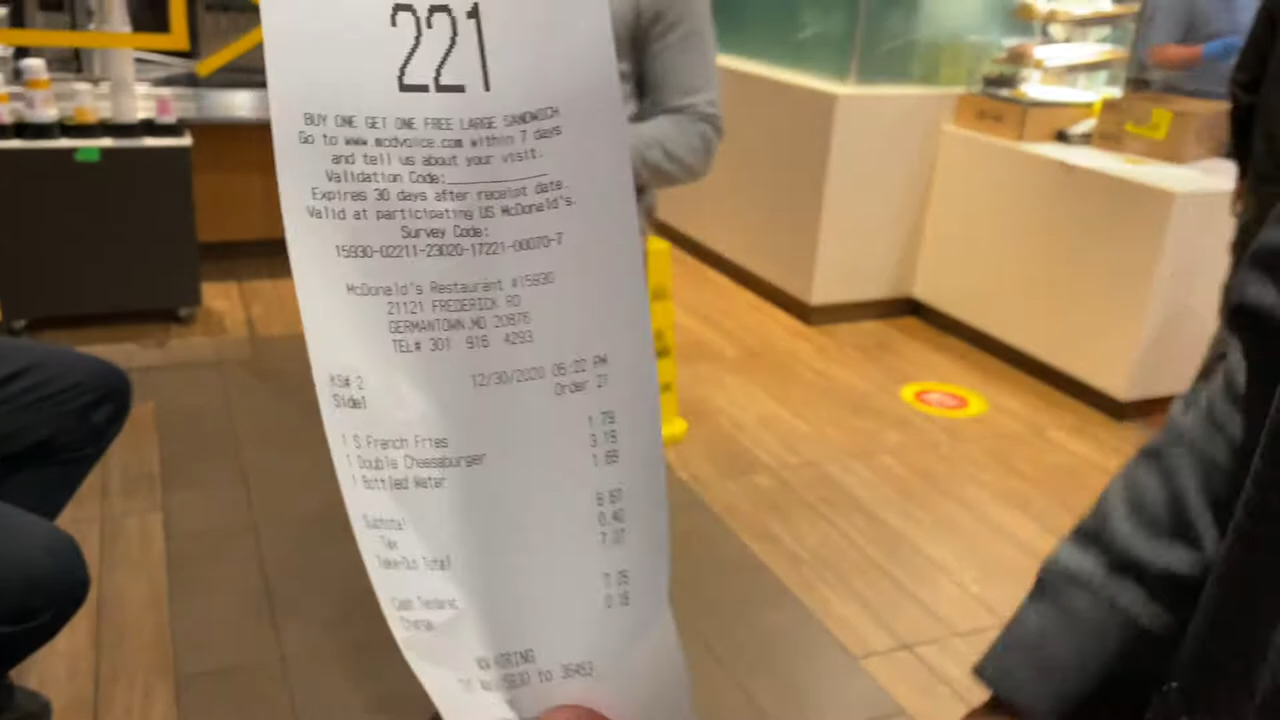 221
BUY ONE GET ONE FREE LARGE SANDWICH
Go to www.mcdvoice.com within 7 days
and tell us about your visit.
Validation Code:
Expires 30 days after receipt date.
Valid at participating US McDonald's.
Survey Code:
15930-02211-23020-17221-00070-7
McDonald's Restaurant #15930
21121 FREDERICK RD
GERMANTOWN,MD 20876
TEL# 301 916 4293
KS# 2 12/30/2020 05:22 PM
Side1 Order 21
1 S French Fries 1.79
1 Double Cheeseburger 3.19
1 Bottled Water 1.69
Subtotal 6.67
Tax 0.40
Take-Out Total 7.07
Cash Tendered
Change 0.18
NOW HIRING
to 36453